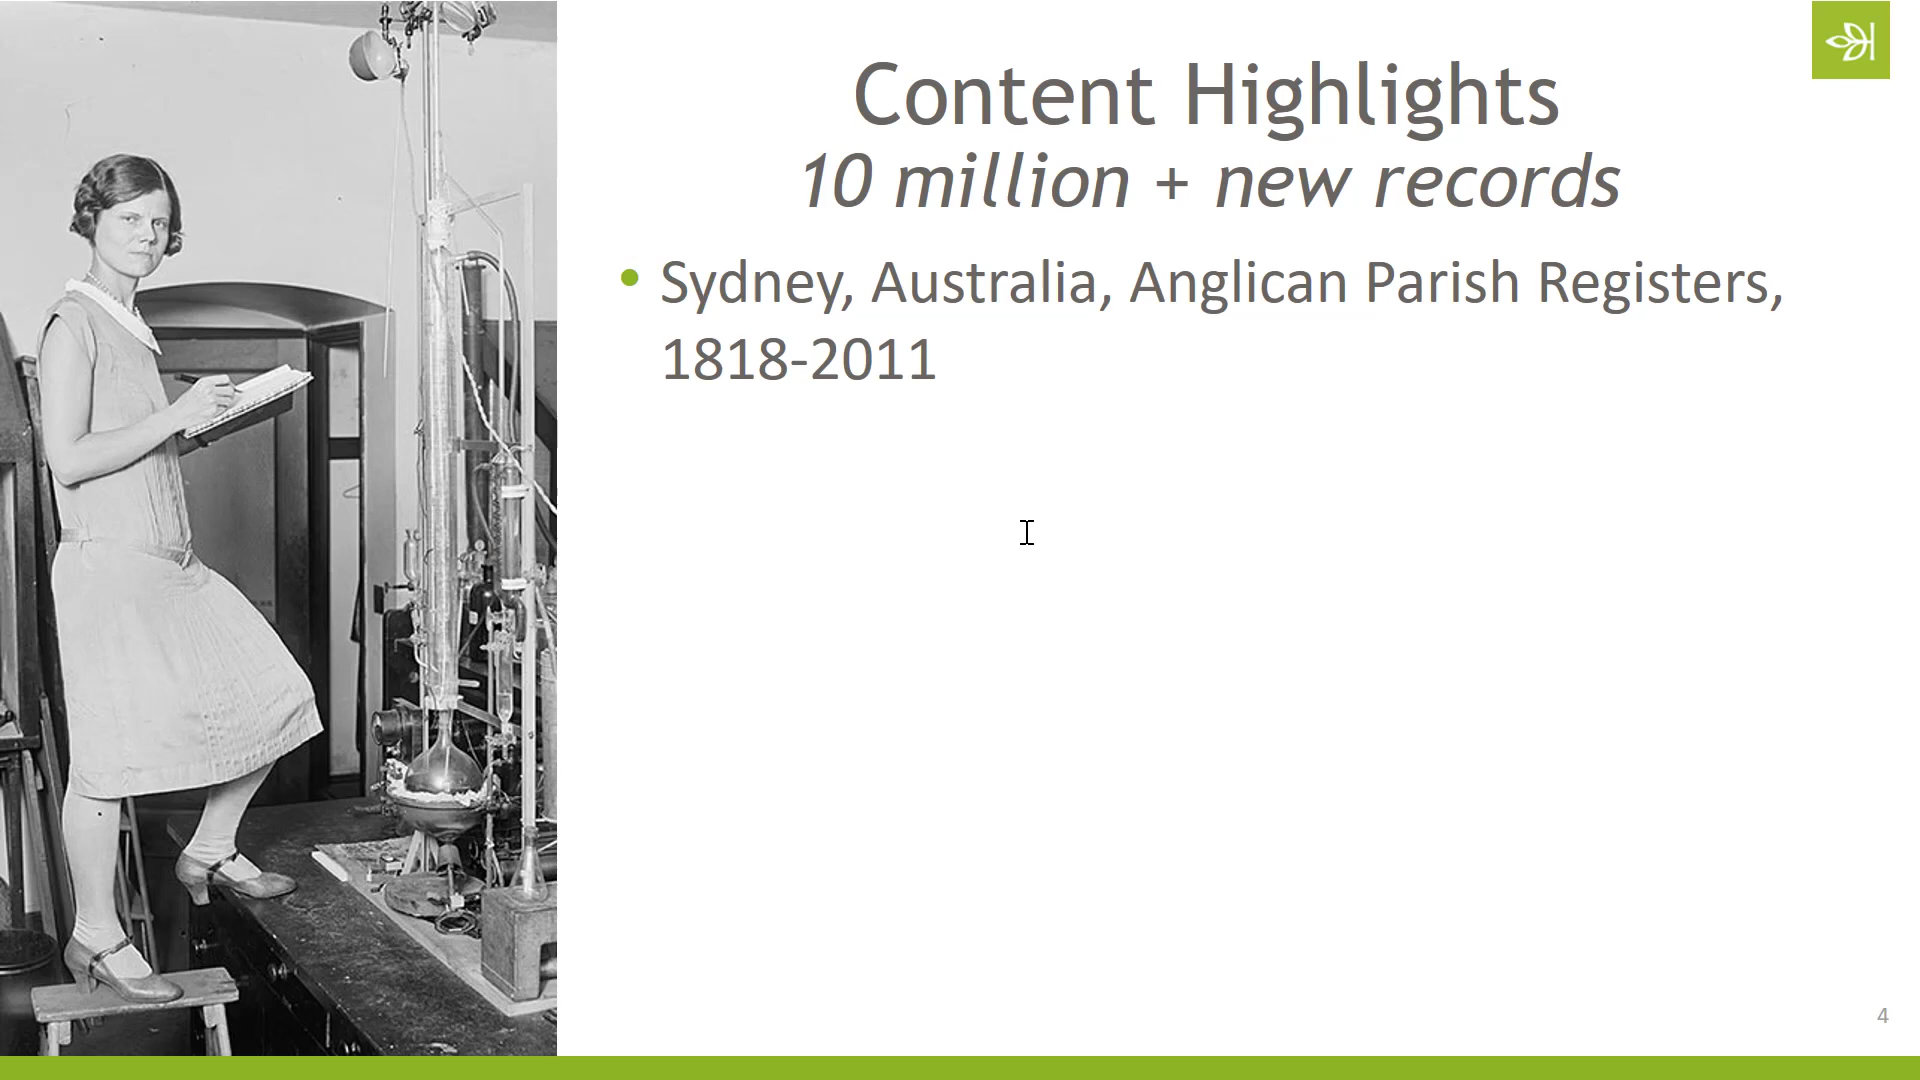 Content Highlights
10 million + new records
• Sydney, Australia, Anglican Parish Registers,
1818-2011
4